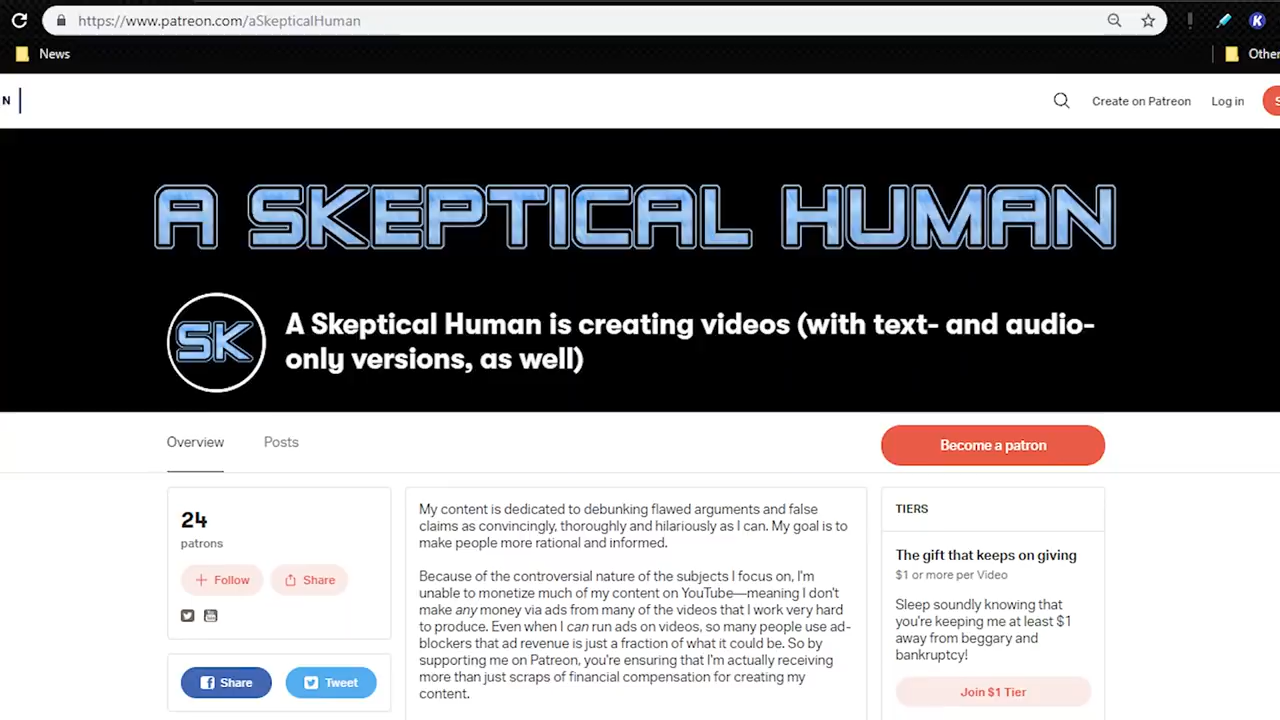 https://www.patreon.com/aSkepticalHuman
News
Other
N
Create on Patreon
Log in
S
A SKEPTICAL HUMAN
SK
A Skeptical Human is creating videos (with text- and audio-
only versions, as well)
Overview
Posts
Become a patron
24
patrons
Follow
Share
Share
Tweet
My content is dedicated to debunking flawed arguments and false
claims as convincingly, thoroughly and hilariously as I can. My goal is to
make people more rational and informed.
Because of the controversial nature of the subjects I focus on, I'm
unable to monetize much of my content on YouTube—meaning I don't
make any money via ads from many of the videos that I work very hard
to produce. Even when I can run ads on videos, so many people use ad-
blockers that ad revenue is just a fraction of what it could be. So by
supporting me on Patreon, you're ensuring that I'm actually receiving
more than just scraps of financial compensation for creating my
content.
TIERS
The gift that keeps on giving
$1 or more per Video
Sleep soundly knowing that
you're keeping me at least $1
away from beggary and
bankruptcy!
Join $1 Tier